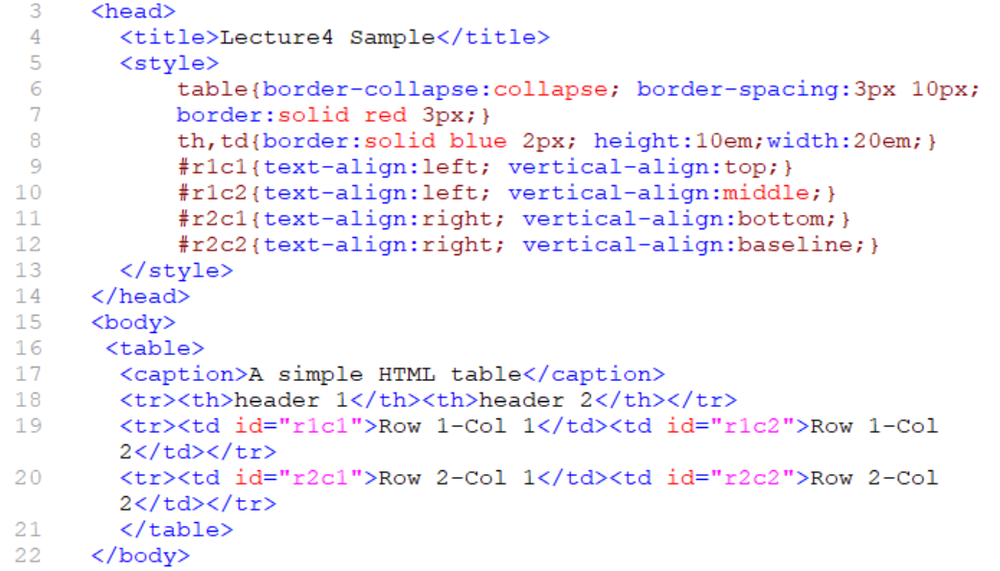 3 <head>
4 <title>Lecture4 Sample</title>
5 <style>
6 table{border-collapse:collapse; border-spacing:3px 10px;
7 border:solid red 3px;}
8 th,td{border:solid blue 2px; height:10em;width:20em;}
9 #r1c1{text-align:left; vertical-align:top;}
10 #r1c2{text-align:left; vertical-align:middle;}
11 #r2c1{text-align:right; vertical-align:bottom;}
12 #r2c2{text-align:right; vertical-align:baseline;}
13 </style>
14 </head>
15 <body>
16 <table>
17 <caption>A simple HTML table</caption>
18 <tr><th>header 1</th><th>header 2</th></tr>
19 <tr><td id="r1c1">Row 1-Col 1</td><td id="r1c2">Row 1-Col
2</td></tr>
20 <tr><td id="r2c1">Row 2-Col 1</td><td id="r2c2">Row 2-Col
2</td></tr>
21 </table>
22 </body>